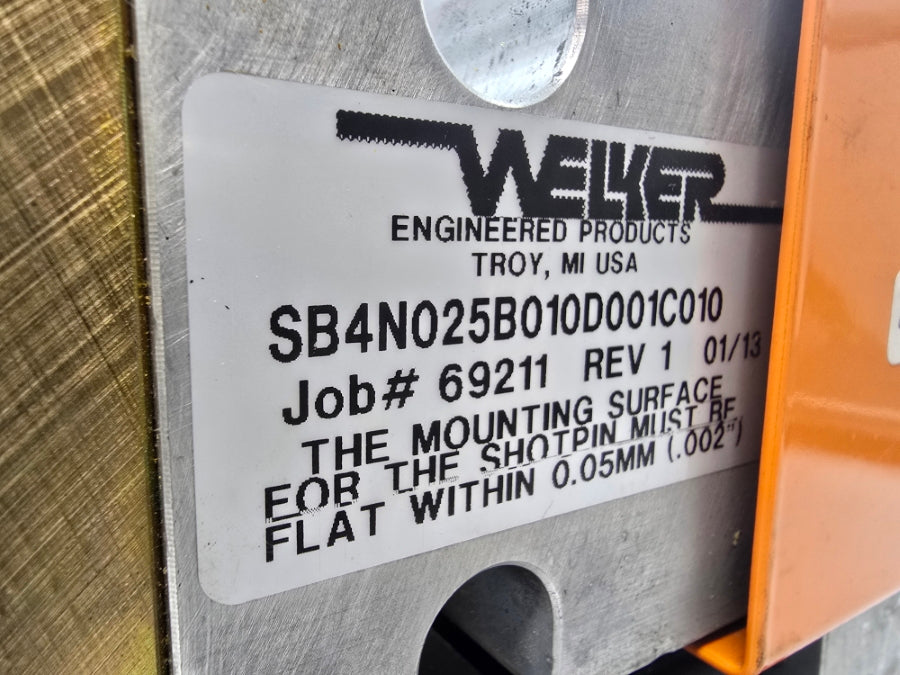 WELKER
ENGINEERED PRODUCTS
TROY, MI USA
SB4N025B010D001C010
Job# 69211 REV 1 01/13
THE MOUNTING SURFACE
FOR THE SHOTPIN MUST BE
FLAT WITHIN 0.05MM (.002")